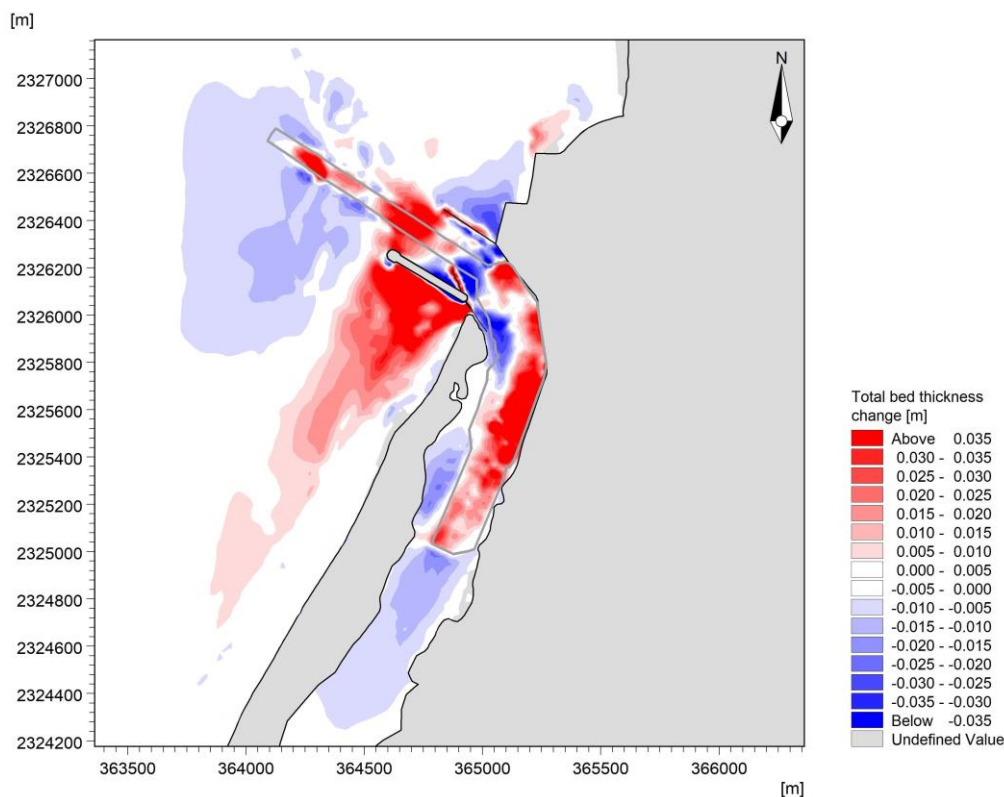 [m]
N
2327000
2326800
2326600
2326400
2326200
2326000
2325800
2325600
2325400
2325200
2325000
2324800
2324600
2324400
2324200
363500 364000 364500 365000 365500 366000
[m]
Total bed thickness
change [m]
Above 0.035
0.030 - 0.035
0.025 - 0.030
0.020 - 0.025
0.015 - 0.020
0.010 - 0.015
0.005 - 0.010
0.000 - 0.005
-0.005 - 0.000
-0.010 - -0.005
-0.015 - -0.010
-0.020 - -0.015
-0.025 - -0.020
-0.030 - -0.025
-0.035 - -0.030
Below -0.035
Undefined Value